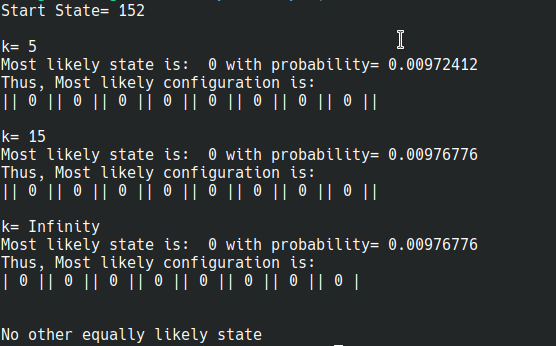 Start State= 152
k= 5
Most likely state is:  0 with probability= 0.00972412
Thus, Most likely configuration is:
|| 0 || 0 || 0 || 0 || 0 || 0 || 0 || 0 ||
k= 15
Most likely state is:  0 with probability= 0.00976776
Thus, Most likely configuration is:
|| 0 || 0 || 0 || 0 || 0 || 0 || 0 || 0 ||
k= Infinity
Most likely state is:  0 with probability= 0.00976776
Thus, Most likely configuration is:
| 0 || 0 || 0 || 0 || 0 || 0 || 0 || 0 |
No other equally likely state